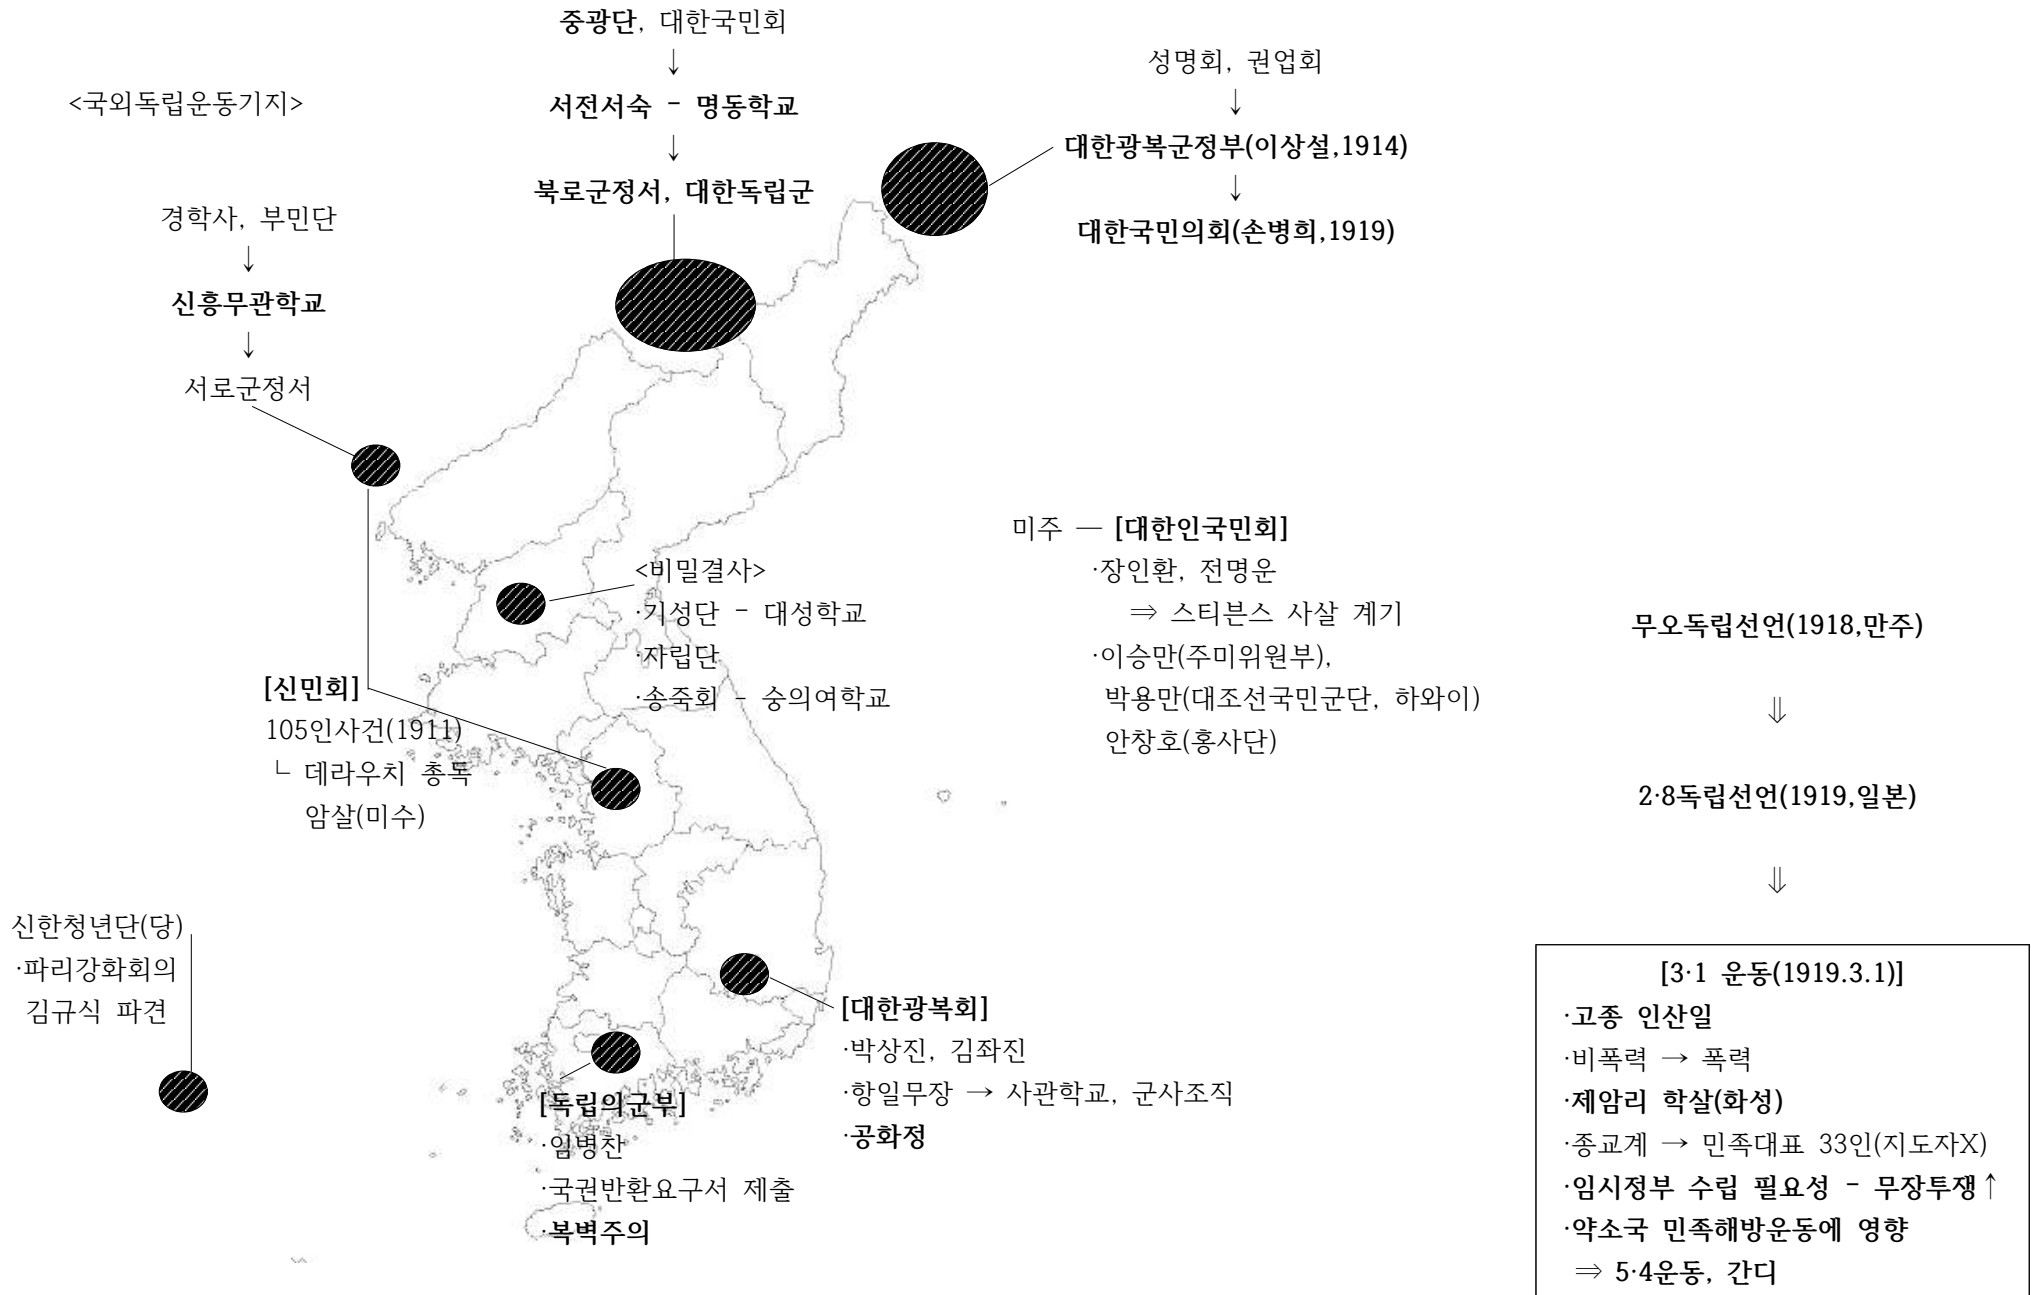 <국외독립운동기지>
중광단, 대한국민회
↓
서전서숙 - 명동학교
↓
북로군정서, 대한독립군
성명회, 권업회
↓
대한광복군정부(이상설,1914)
↓
대한국민의회(손병희,1919)
경학사, 부민단
↓
신흥무관학교
↓
서로군정서
<비밀결사>
·기성단 - 대성학교
·자립단
·송죽회 - 숭의여학교
[신민회]
105인사건(1911)
└ 데라우치 총독
암살(미수)
미주 — [대한인국민회]
·장인환, 전명운
⇒ 스티븐스 사살 계기
·이승만(주미위원부),
박용만(대조선국민군단, 하와이)
안창호(흥사단)
신한청년단(당)
·파리강화회의
김규식 파견
[대한광복회]
·박상진, 김좌진
·항일무장 → 사관학교, 군사조직
·공화정
[독립의군부]
·임병찬
·국권반환요구서 제출
·복벽주의
무오독립선언(1918,만주)
⇓
2·8독립선언(1919,일본)
⇓
[3·1 운동(1919.3.1)]
·고종 인산일
·비폭력 → 폭력
·제암리 학살(화성)
·종교계 → 민족대표 33인(지도자X)
·임시정부 수립 필요성 - 무장투쟁↑
·약소국 민족해방운동에 영향
⇒ 5·4운동, 간디